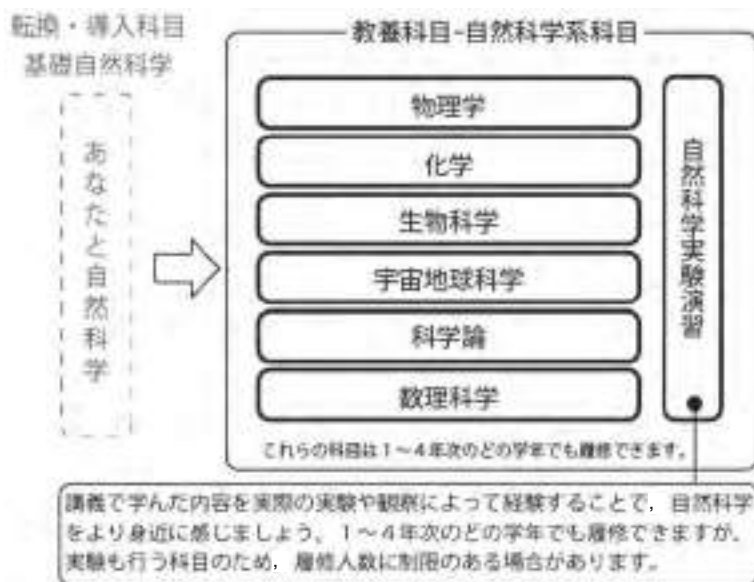 転換・導入科目
基礎自然科学
あなたと自然科学
教養科目-自然科学系科目
物理学
化学
生物科学
宇宙地球科学
科学論
数理科学
自然科学実験演習
これらの科目は1〜4年次のどの学年でも履修できます。
講義で学んだ内容を実際の実験や観察によって経験することで，自然科学
をより身近に感じましょう。1〜4年次のどの学年でも履修できますが，
実験も行う科目のため，履修人数に制限のある場合があります。